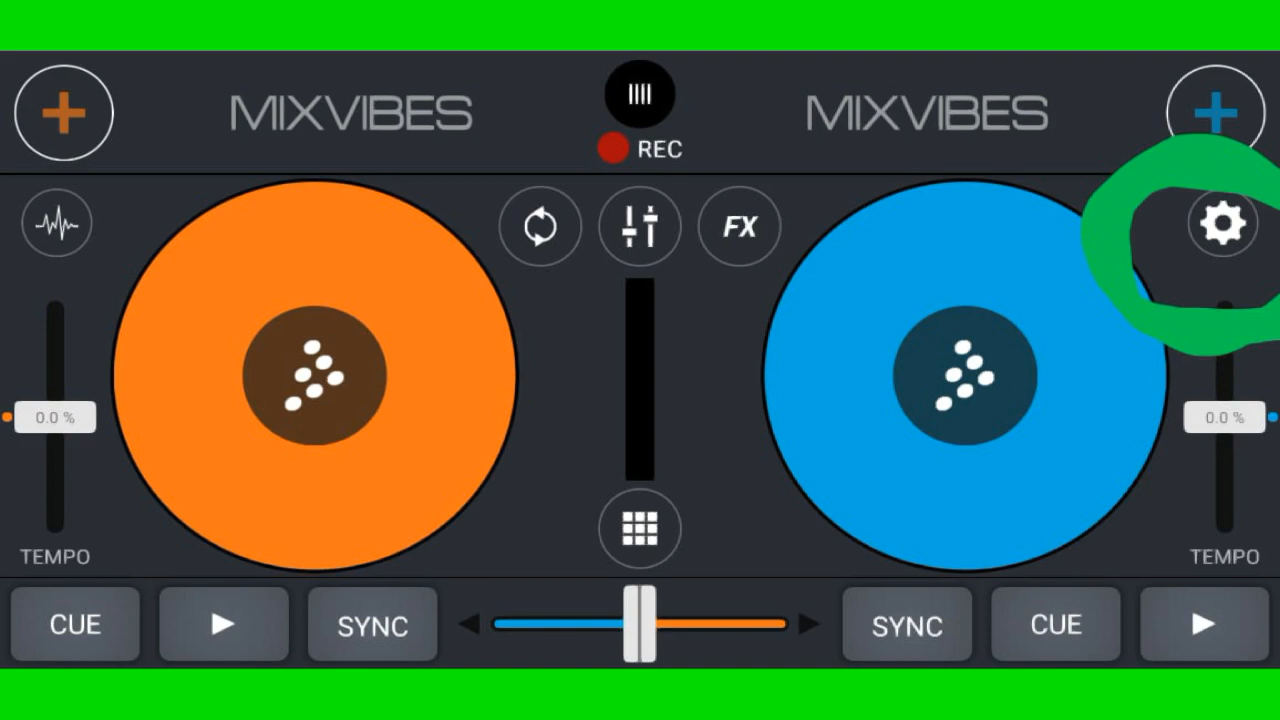 MIXVIBES
MIXVIBES
REC
FX
0.0 %
0.0 %
TEMPO
TEMPO
CUE
SYNC
SYNC
CUE